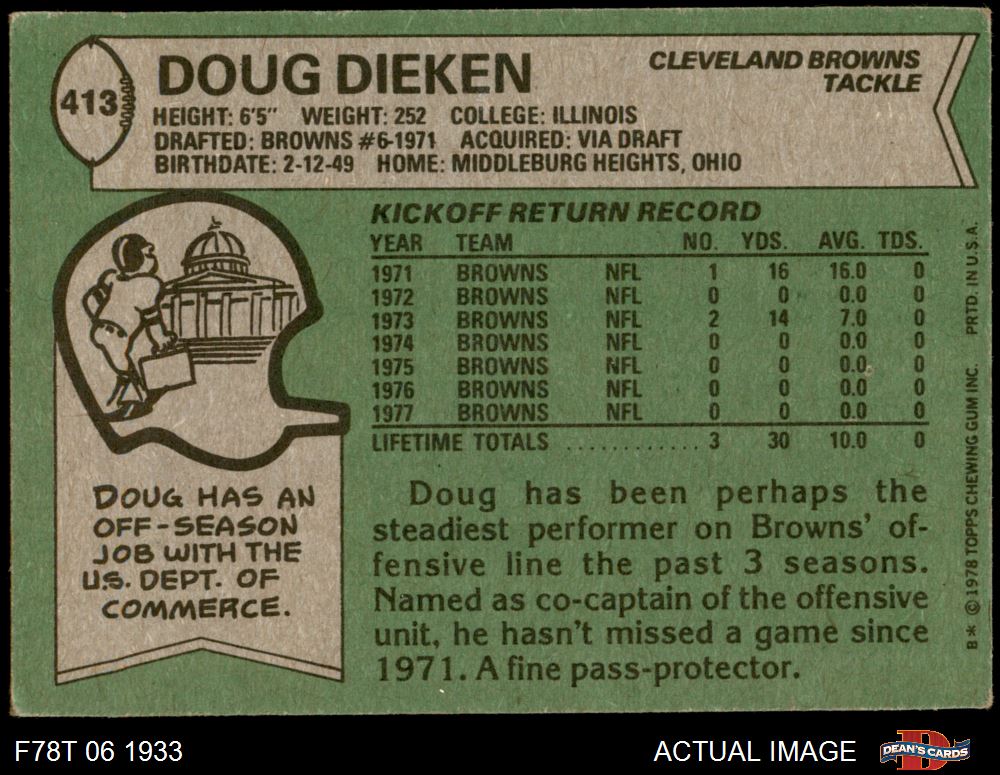 413
DOUG DIEKEN
CLEVELAND BROWNS
TACKLE
HEIGHT: 6'5" WEIGHT: 252 COLLEGE: ILLINOIS
DRAFTED: BROWNS #6-1971 ACQUIRED: VIA DRAFT
BIRTHDATE: 2-12-49 HOME: MIDDLEBURG HEIGHTS, OHIO
KICKOFF RETURN RECORD
YEAR TEAM NO. YDS. AVG. TDS.
1971 BROWNS NFL 1 16 16.0 0
1972 BROWNS NFL 0 0 0.0 0
1973 BROWNS NFL 2 14 7.0 0
1974 BROWNS NFL 0 0 0.0 0
1975 BROWNS NFL 0 0 0.0 0
1976 BROWNS NFL 0 0 0.0 0
1977 BROWNS NFL 0 0 0.0 0
LIFETIME TOTALS ............ 3 30 10.0 0
DOUG HAS AN
OFF-SEASON
JOB WITH THE
U.S. DEPT. OF
COMMERCE.
Doug has been perhaps the
steadiest performer on Browns' of-
fensive line the past 3 seasons.
Named as co-captain of the offensive
unit, he hasn't missed a game since
1971. A fine pass-protector.
B* © 1978 TOPPS CHEWING GUM INC. PRTD. IN U.S.A.
F78T 06 1933
ACTUAL IMAGE
D
DEAN'S CARDS